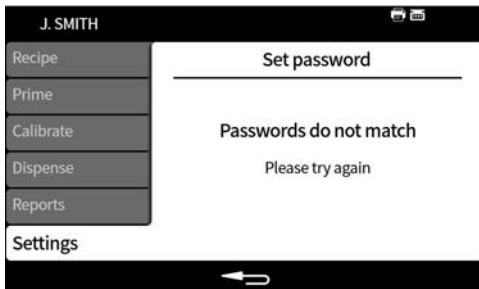 J. SMITH
Recipe
Prime
Calibrate
Dispense
Reports
Settings
Set password
Passwords do not match
Please try again